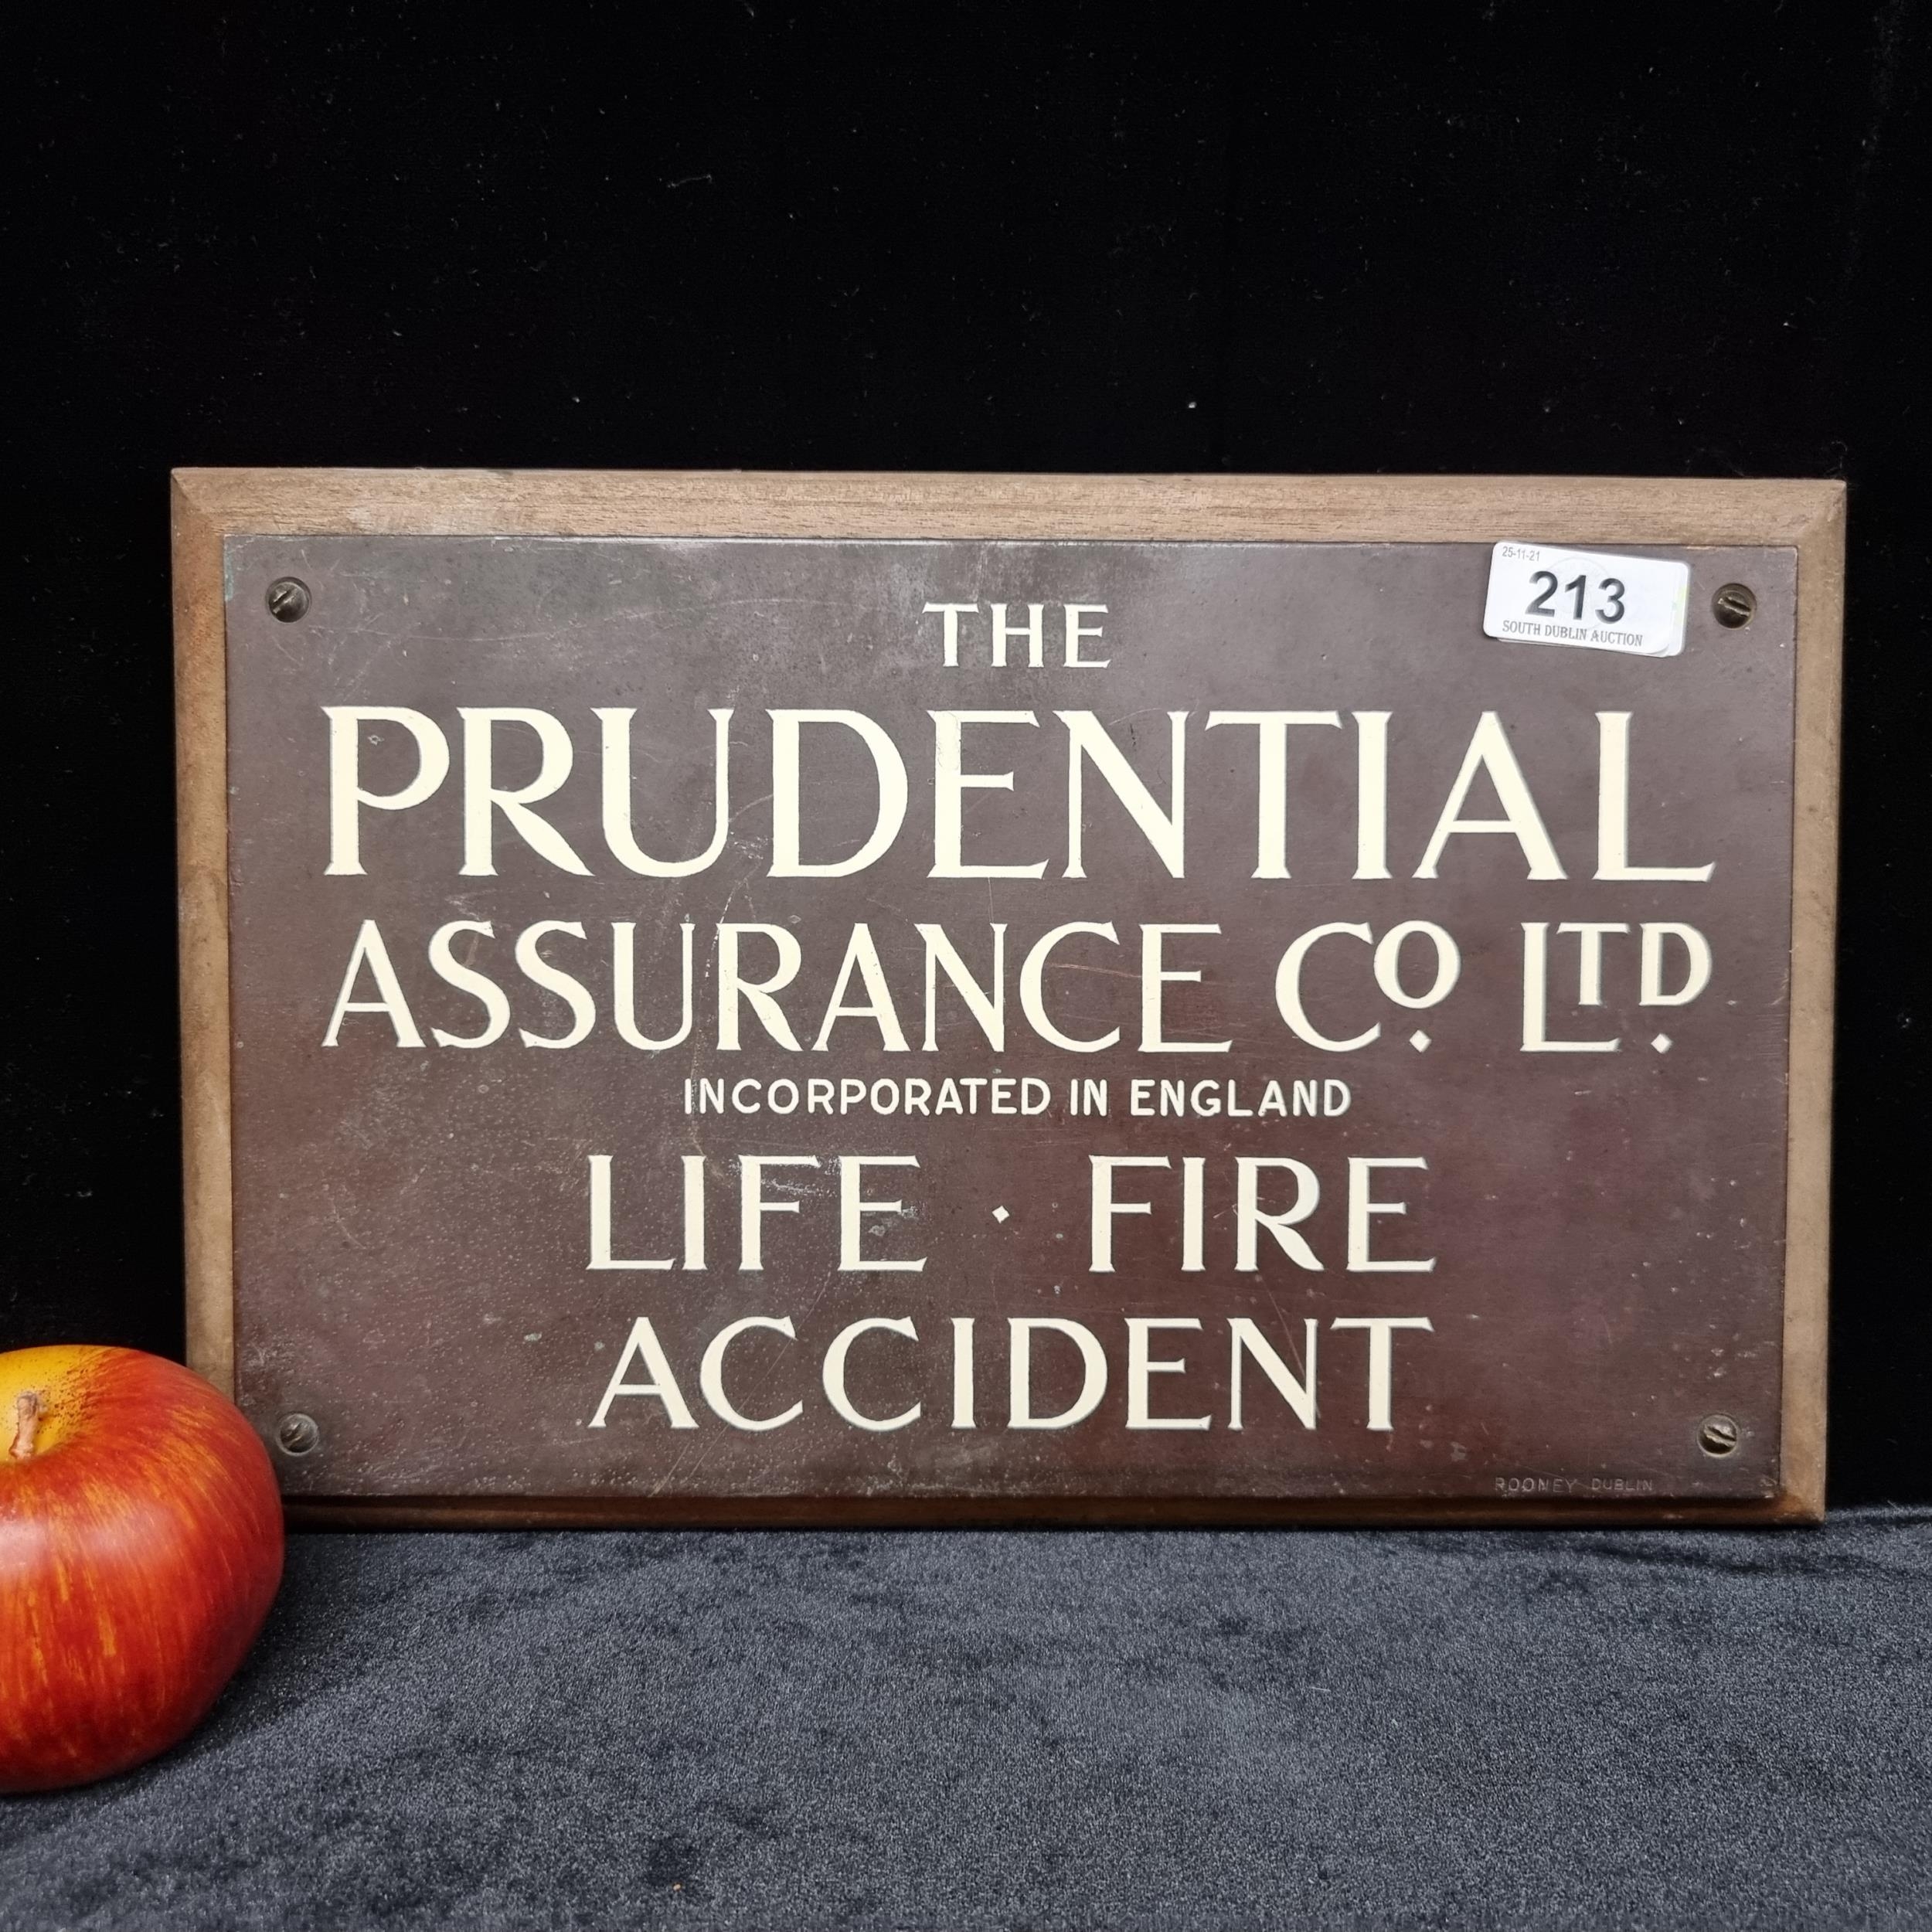 25-11-21
213
SOUTH DUBLIN AUCTION
THE
PRUDENTIAL
ASSURANCE CO. LTD.
INCORPORATED IN ENGLAND
LIFE · FIRE
ACCIDENT
ROONEY DUBLIN